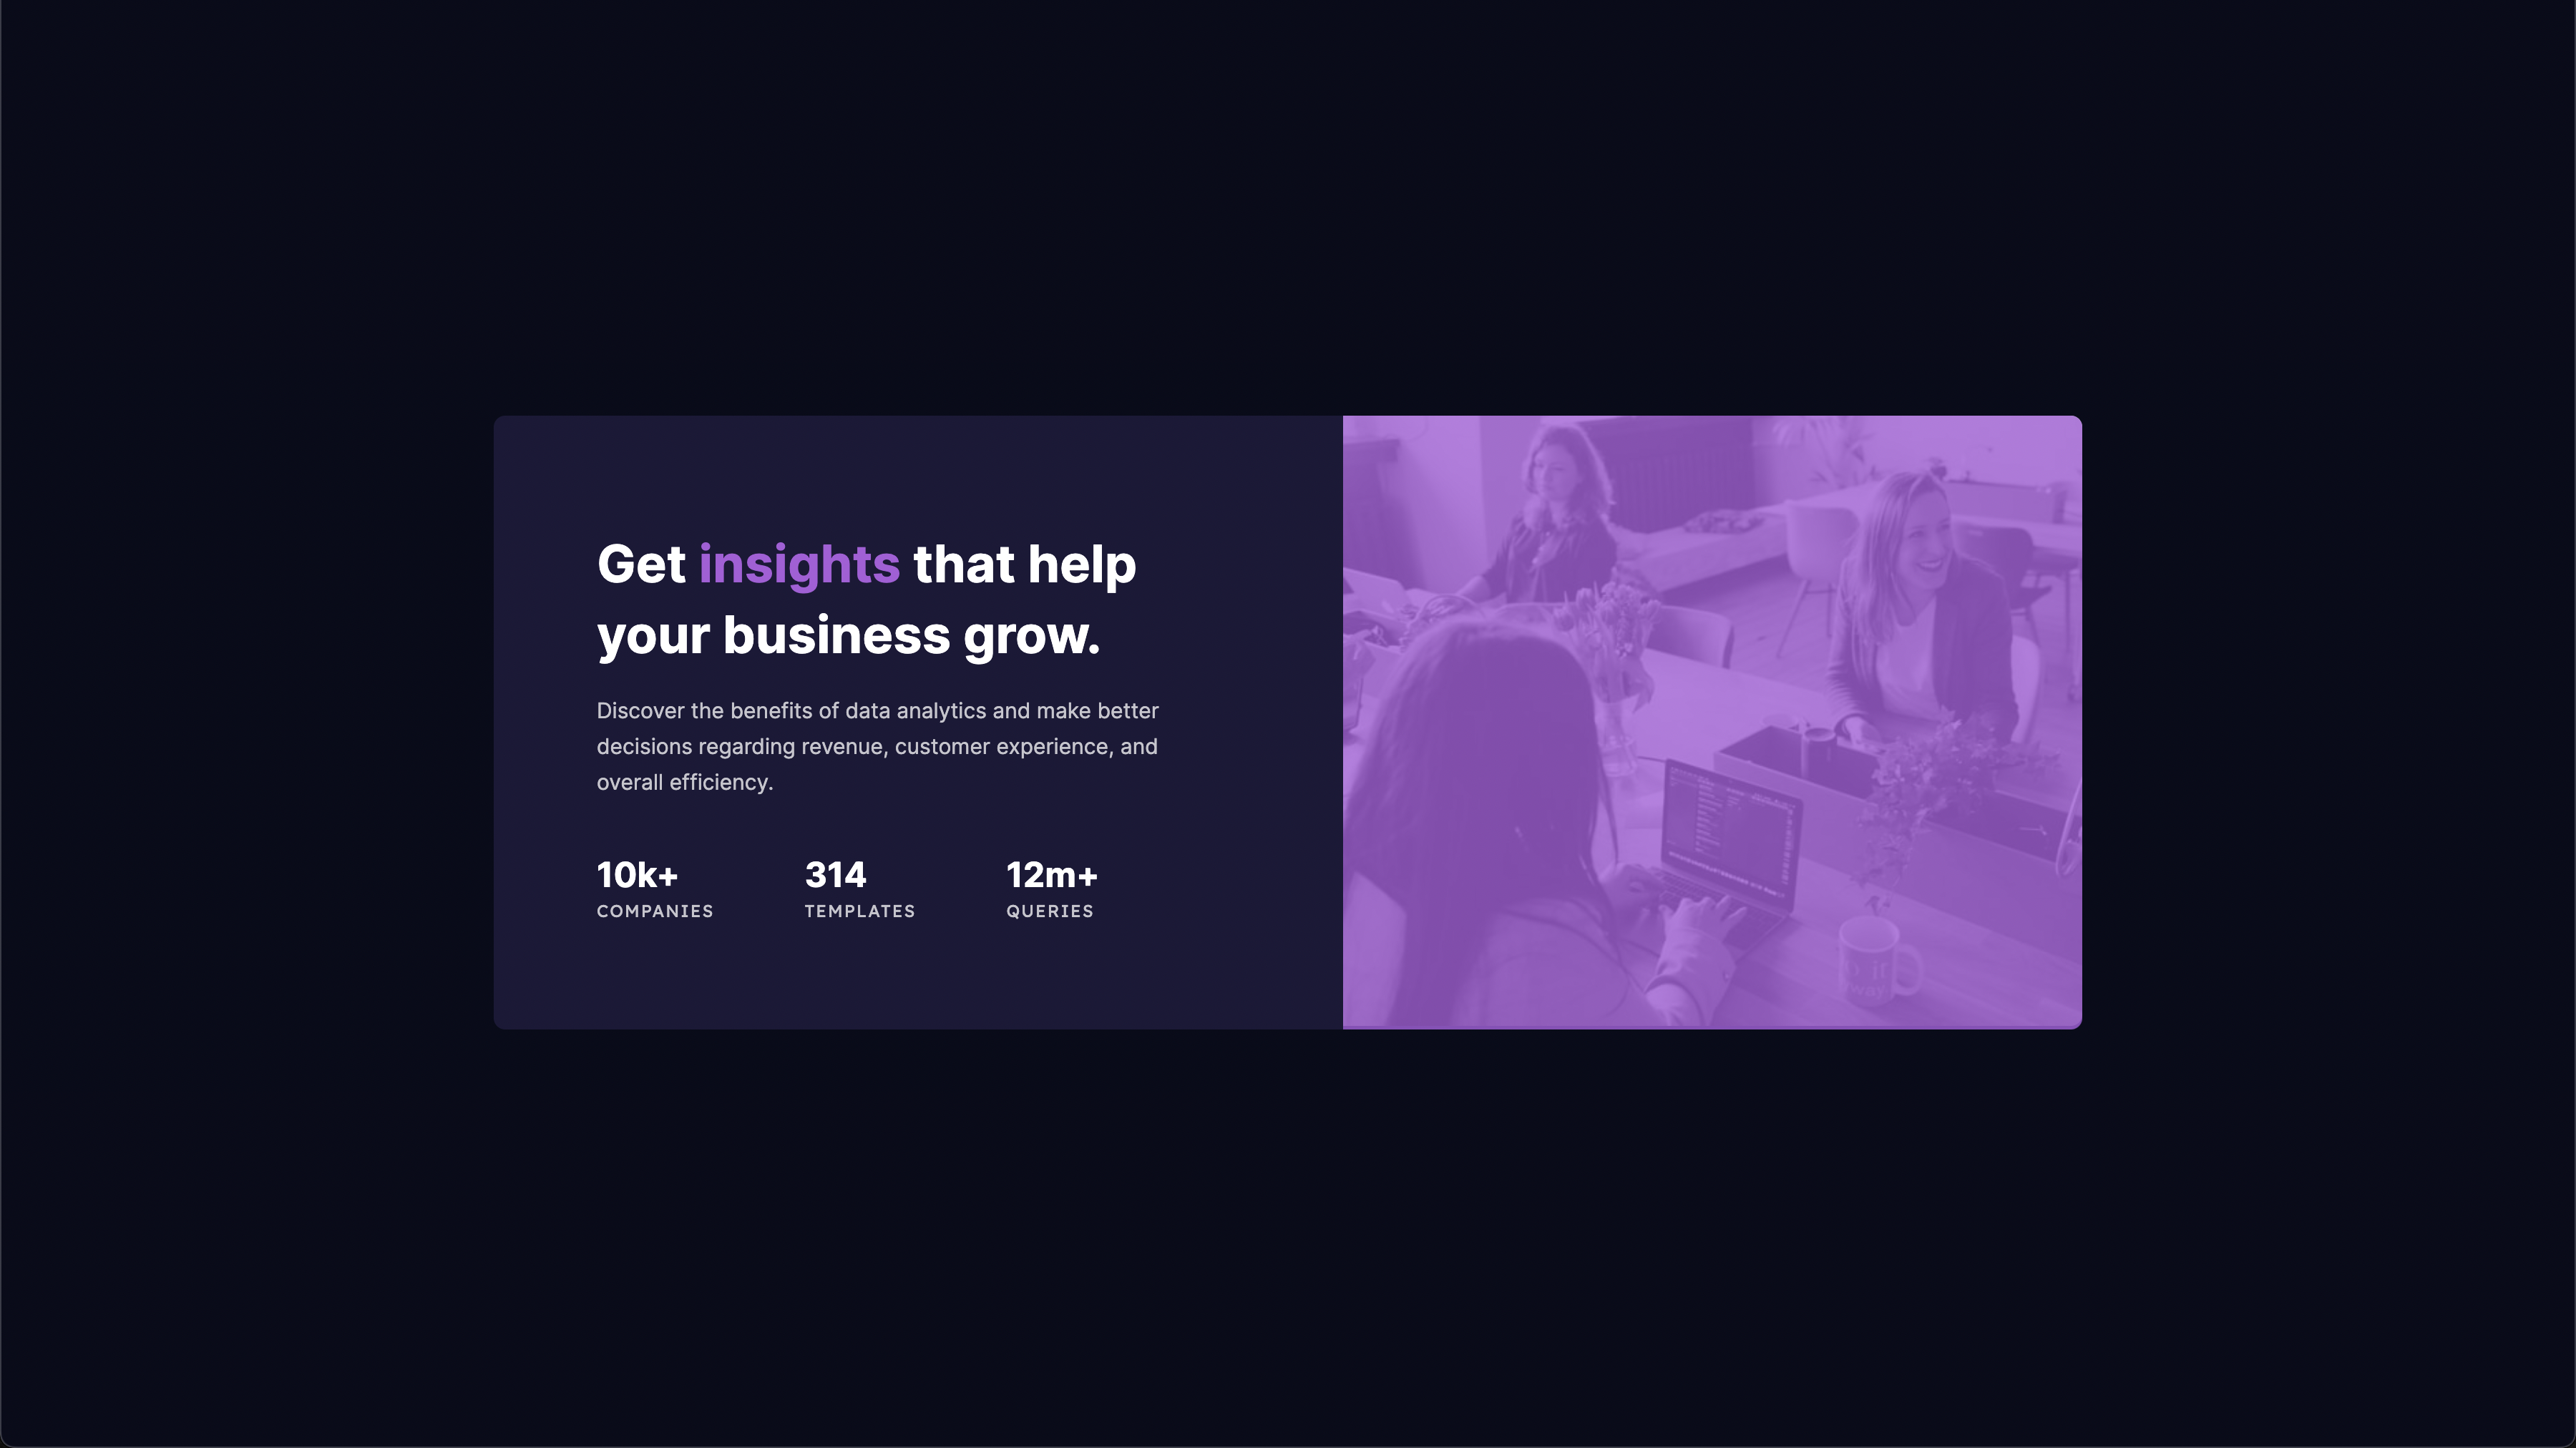 Get insights that help
your business grow.
Discover the benefits of data analytics and make better
decisions regarding revenue, customer experience, and
overall efficiency.
10k+ 314 12m+
COMPANIES TEMPLATES QUERIES